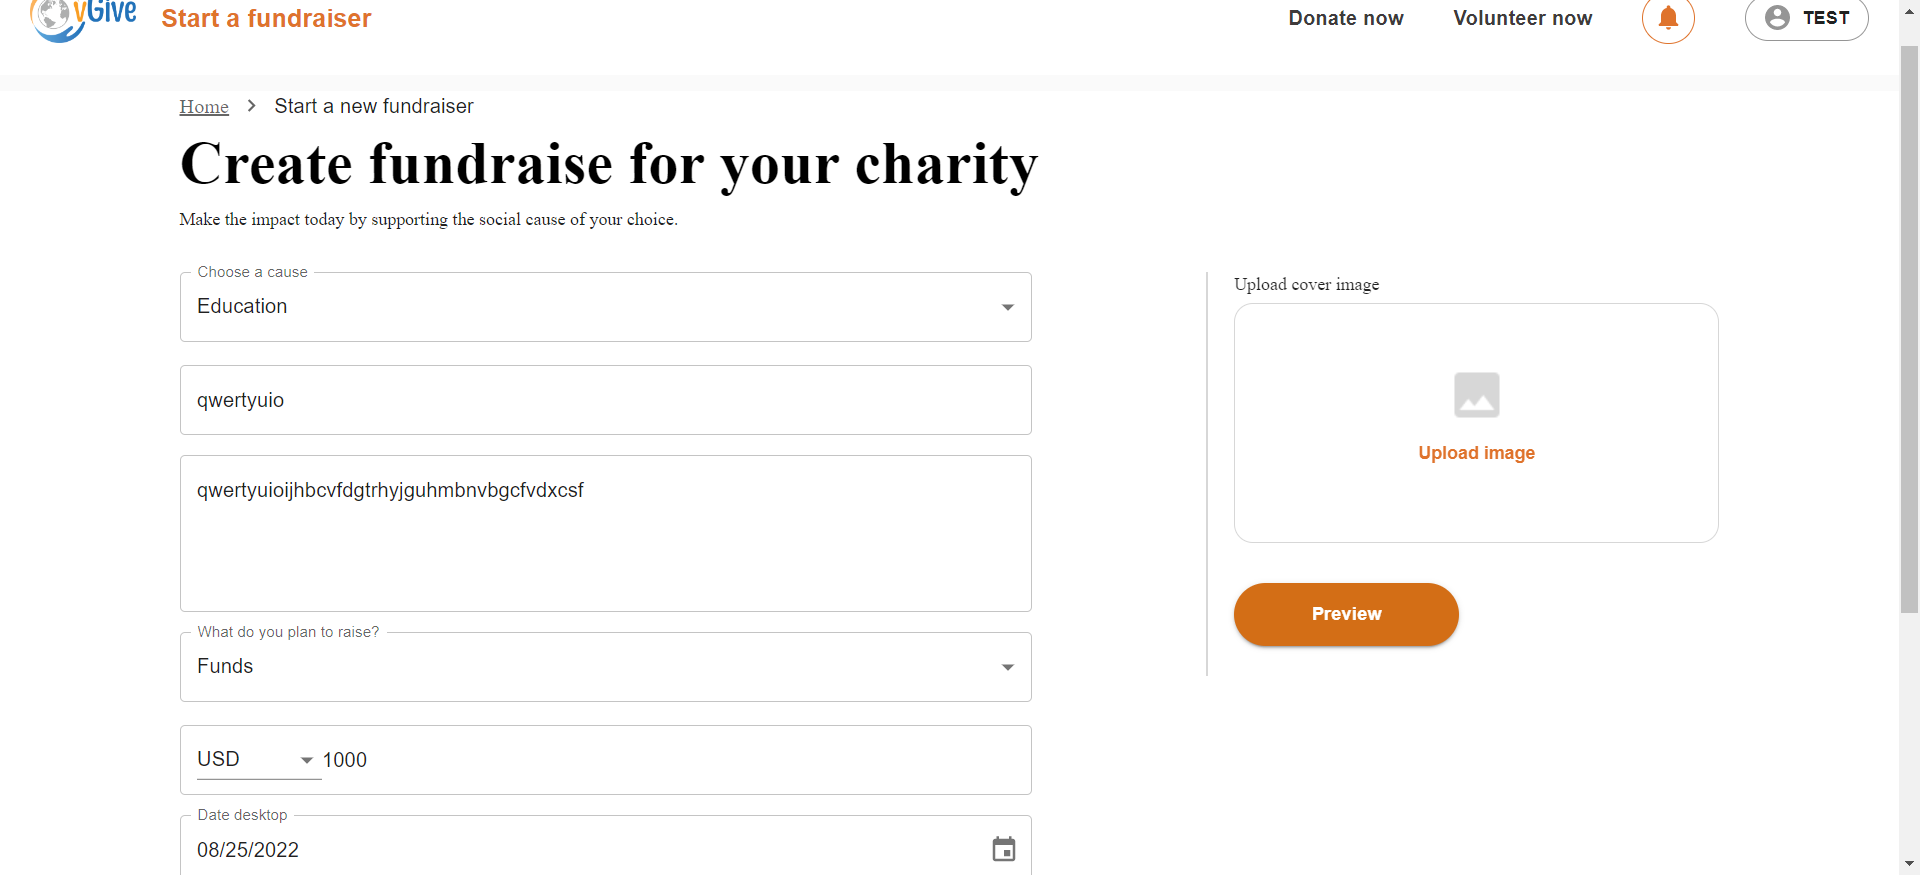 vGive
Start a fundraiser
Donate now
Volunteer now
TEST
Home > Start a new fundraiser
Create fundraise for your charity
Make the impact today by supporting the social cause of your choice.
Choose a cause
Education
qwertyuio
qwertyuioijhbcvfdgtrhyjguhmbnvbgcfvdxcsf
What do you plan to raise?
Funds
USD 1000
Date desktop
08/25/2022
Upload cover image
Upload image
Preview